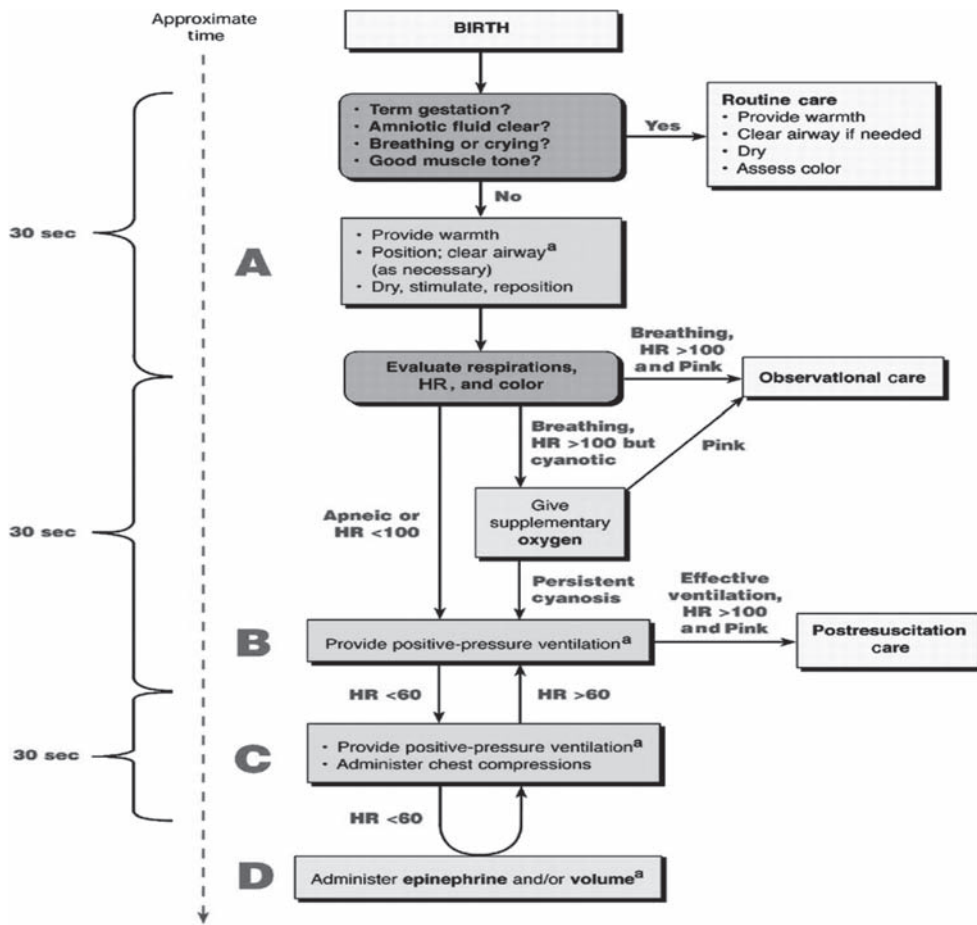 Approximate
time
BIRTH
• Term gestation?
• Amniotic fluid clear?
• Breathing or crying?
• Good muscle tone?
Yes
Routine care
• Provide warmth
• Clear airway if needed
• Dry
• Assess color
No
30 sec
A
• Provide warmth
• Position; clear airwayᵃ
(as necessary)
• Dry, stimulate, reposition
Evaluate respirations,
HR, and color
Breathing,
HR >100
and Pink
Observational care
Breathing,
HR >100 but
cyanotic
Pink
30 sec
Apneic or
HR <100
Give
supplementary
oxygen
Persistent
cyanosis
Effective
ventilation,
HR >100
and Pink
B
Provide positive-pressure ventilationᵃ
Postresuscitation
care
HR <60
HR >60
30 sec
C
• Provide positive-pressure ventilationᵃ
• Administer chest compressions
HR <60
D
Administer epinephrine and/or volumeᵃ